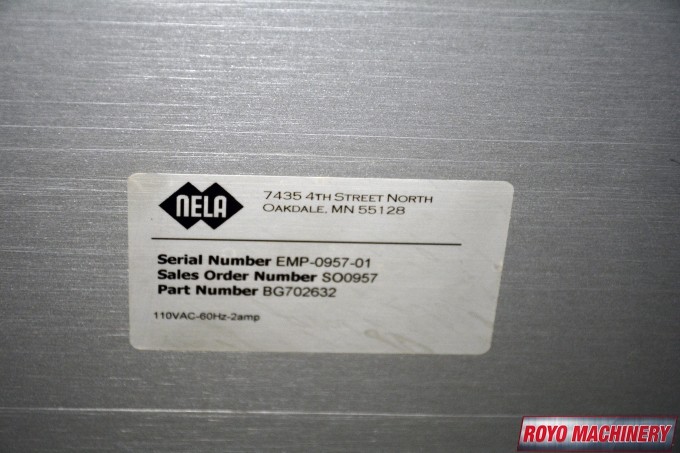 NELA
7435 4TH STREET NORTH
OAKDALE, MN 55128
Serial Number EMP-0957-01
Sales Order Number SO0957
Part Number BG702632
110VAC-60Hz-2amp
ROYO MACHINERY